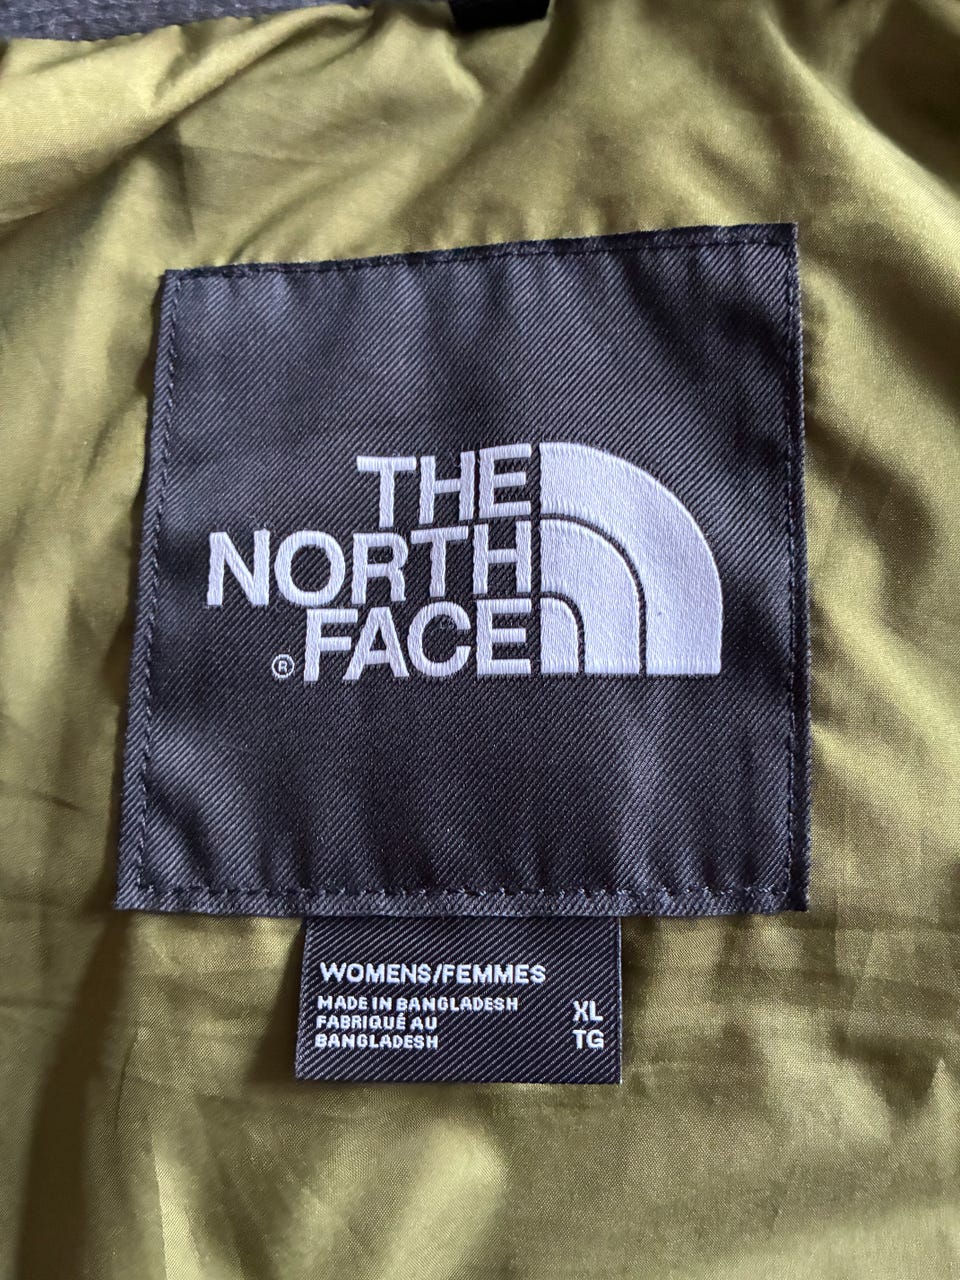 THE
NORTH
FACE
®
WOMENS/FEMMES
MADE IN BANGLADESH
FABRIQUÉ AU
BANGLADESH
XL
TG